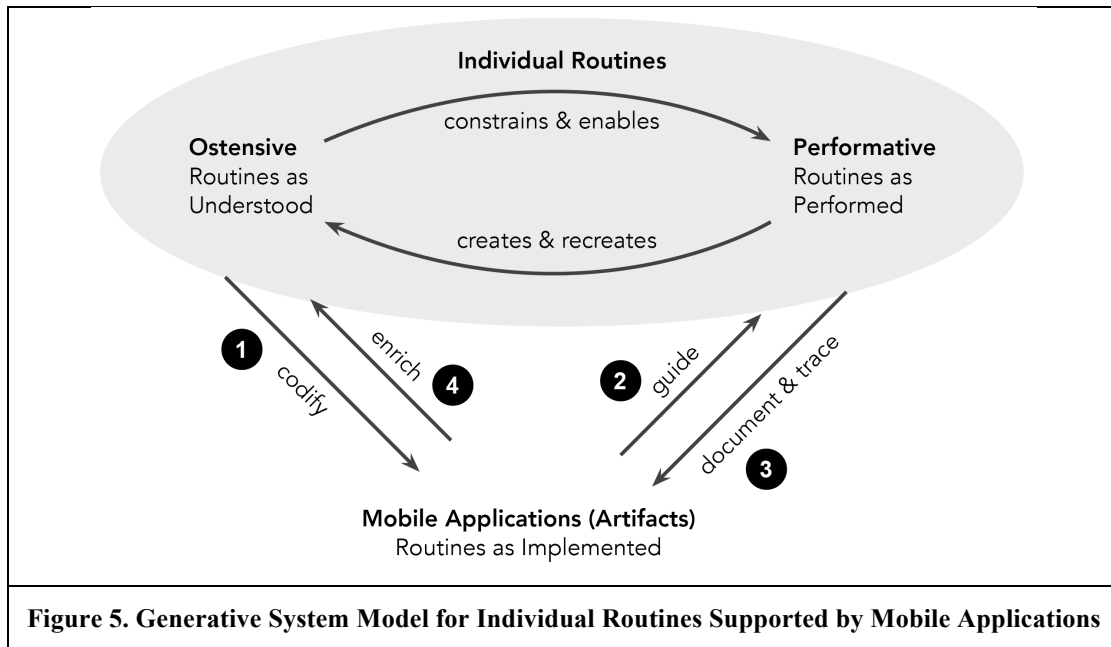 Individual Routines
constrains & enables
Ostensive
Routines as
Understood
Performative
Routines as
Performed
creates & recreates
1
codify
enrich
4
2
guide
document & trace
3
Mobile Applications (Artifacts)
Routines as Implemented
Figure 5. Generative System Model for Individual Routines Supported by Mobile Applications